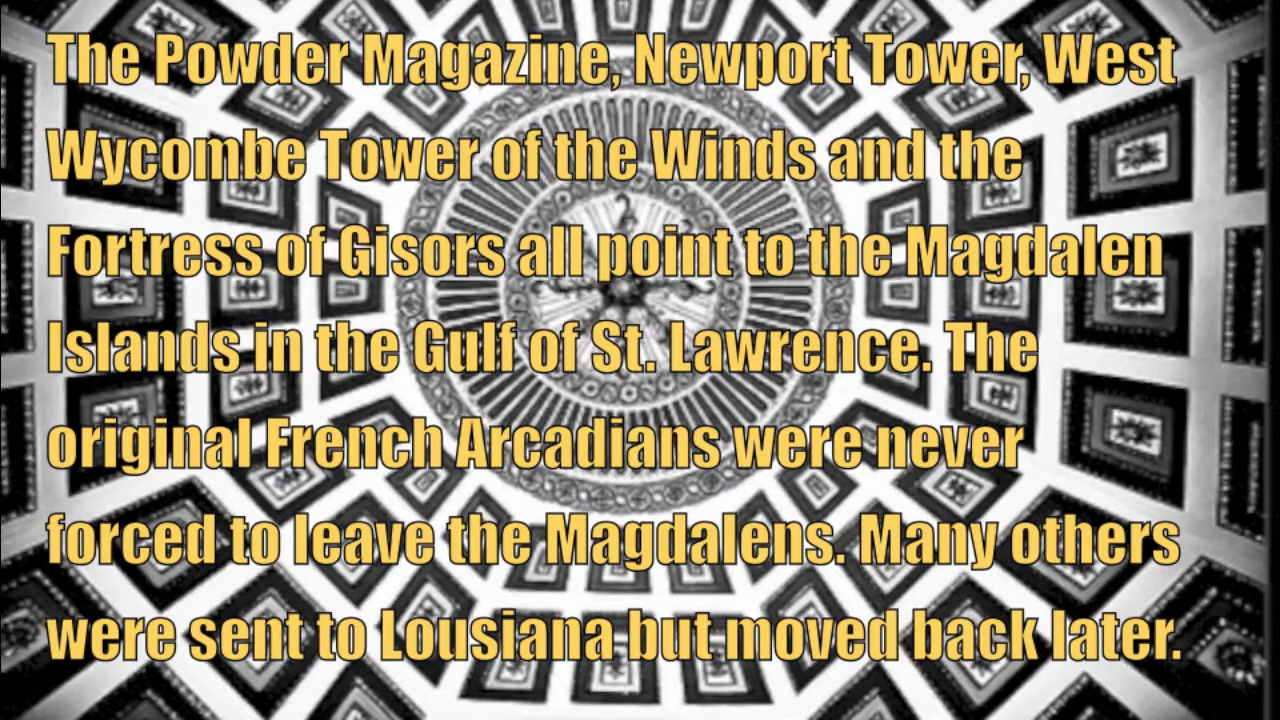 The Powder Magazine, Newport Tower, West
Wycombe Tower of the Winds and the
Fortress of Gisors all point to the Magdalen
Islands in the Gulf of St. Lawrence. The
original French Arcadians were never
forced to leave the Magdalens. Many others
were sent to Lousiana but moved back later.